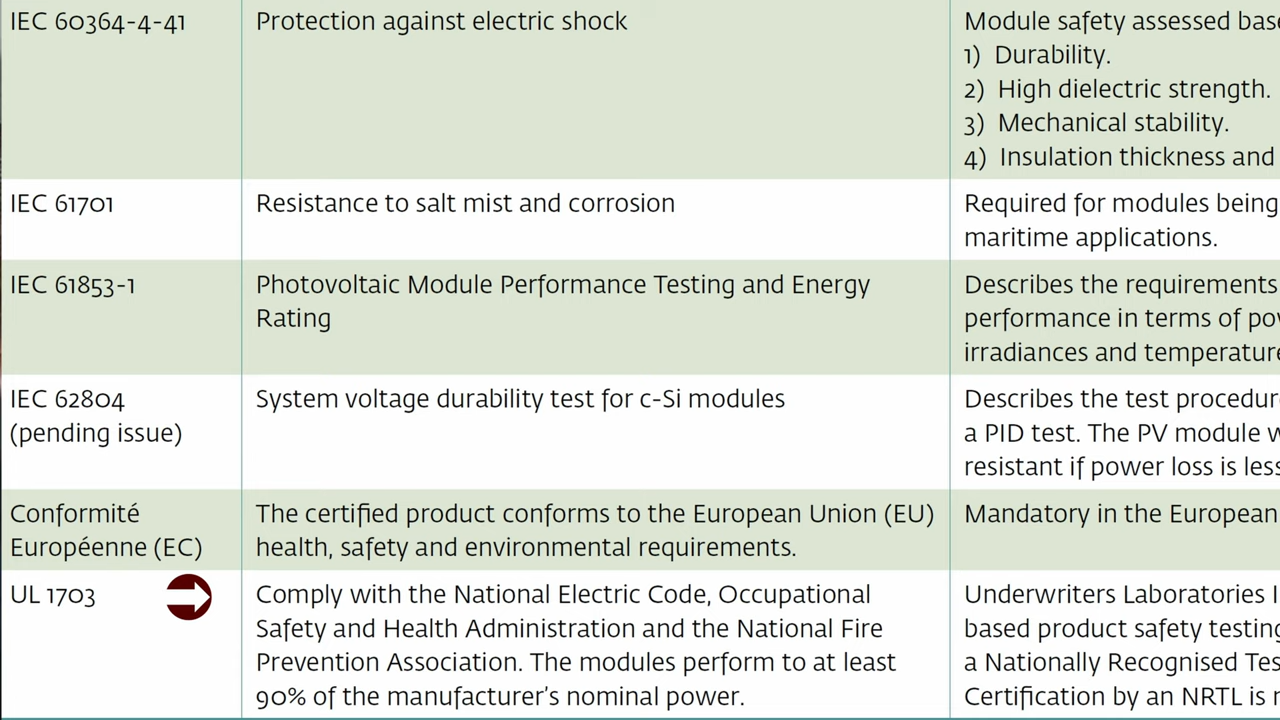 IEC 60364-4-41
Protection against electric shock
Module safety assessed
1) Durability.
2) High dielectric strength.
3) Mechanical stability.
4) Insulation thickness and
IEC 61701
Resistance to salt mist and corrosion
Required for modules being
maritime applications.
IEC 61853-1
Photovoltaic Module Performance Testing and Energy
Rating
Describes the requirements
performance in terms of
irradiances and
IEC 62804
(pending issue)
System voltage durability test for c-Si modules
Describes the test
a PID test. The PV module
resistant if power loss is
Conformité
Européenne (EC)
The certified product conforms to the European Union (EU)
health, safety and environmental requirements.
Mandatory in the European
UL 1703
Comply with the National Electric Code, Occupational
Safety and Health Administration and the National Fire
Prevention Association. The modules perform to at least
90% of the manufacturer's nominal power.
Underwriters Laboratories
based product safety
a Nationally Recognised
Certification by an NRTL is